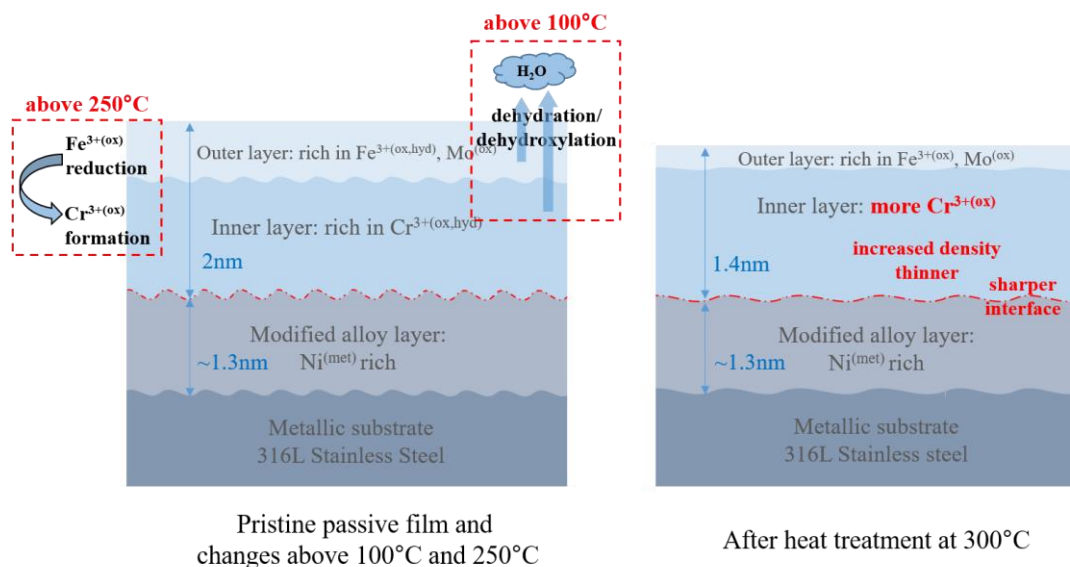 above 100°C
H₂O
dehydration/
dehydroxylation
above 250°C
Fe³⁺⁽ᵒˣ⁾
reduction
Cr³⁺⁽ᵒˣ⁾
formation
Outer layer: rich in Fe³⁺⁽ᵒˣ,ʰʸᵈ⁾, Mo⁽ᵒˣ⁾
Inner layer: rich in Cr³⁺⁽ᵒˣ,ʰʸᵈ⁾
2nm
Modified alloy layer:
~1.3nm
Ni⁽ᵐᵉᵗ⁾ rich
Metallic substrate
316L Stainless Steel
Pristine passive film and
changes above 100°C and 250°C
Outer layer: rich in Fe³⁺⁽ᵒˣ⁾, Mo⁽ᵒˣ⁾
Inner layer: more Cr³⁺⁽ᵒˣ⁾
1.4nm
increased density
thinner
sharper
interface
Modified alloy layer:
~1.3nm
Ni⁽ᵐᵉᵗ⁾ rich
Metallic substrate
316L Stainless steel
After heat treatment at 300°C